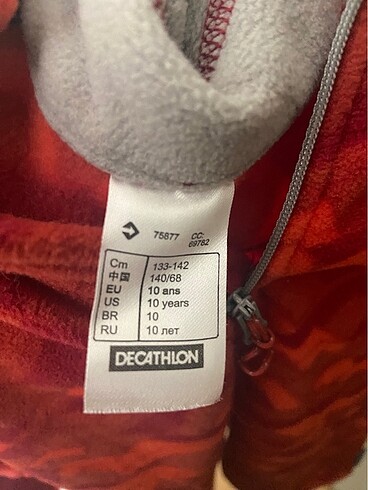 75877 CC:
69782
Cm 133-142
中国 140/68
EU 10 ans
US 10 years
BR 10
RU 10 лет
DECATHLON